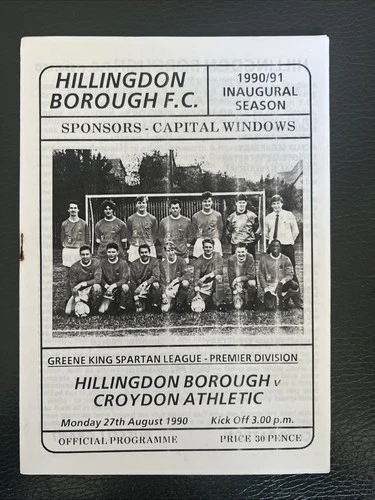 HILLINGDON
BOROUGH F.C.
1990/91
INAUGURAL
SEASON
SPONSORS - CAPITAL WINDOWS
GREENE KING SPARTAN LEAGUE - PREMIER DIVISION
HILLINGDON BOROUGH v
CROYDON ATHLETIC
Monday 27th August 1990 Kick Off 3.00 p.m.
OFFICIAL PROGRAMME PRICE 30 PENCE